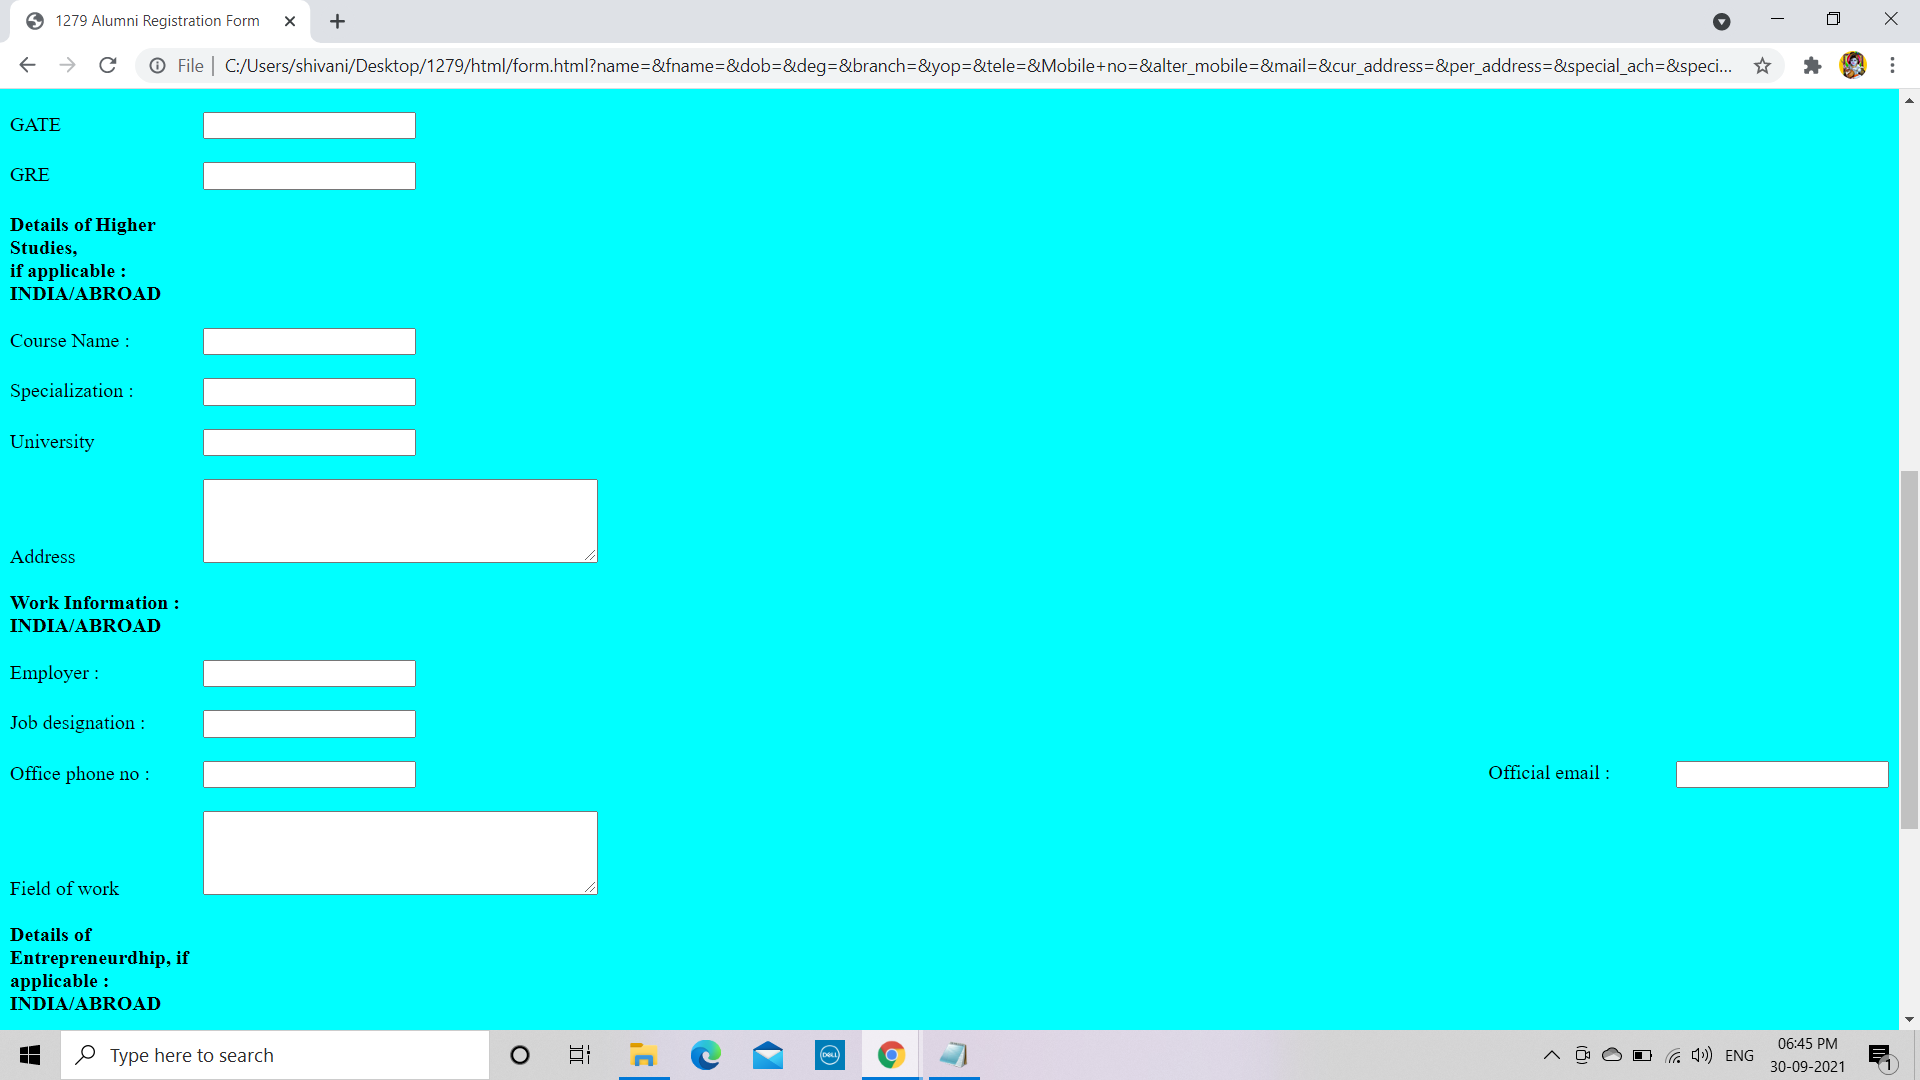 1279 Alumni Registration Form
File | C:/Users/shivani/Desktop/1279/html/form.html?name=&fname=&dob=&deg=&branch=&yop=&tele=&Mobile+no=&alter_mobile=&mail=&cur_address=&per_address=&special_ach=&speci...
GATE
GRE
Details of Higher
Studies,
if applicable :
INDIA/ABROAD
Course Name :
Specialization :
University
Address
Work Information :
INDIA/ABROAD
Employer :
Job designation :
Office phone no : Official email :
Field of work
Details of
Entrepreneurdhip, if
applicable :
INDIA/ABROAD
Type here to search
DELL
ENG
06:45 PM
30-09-2021
1